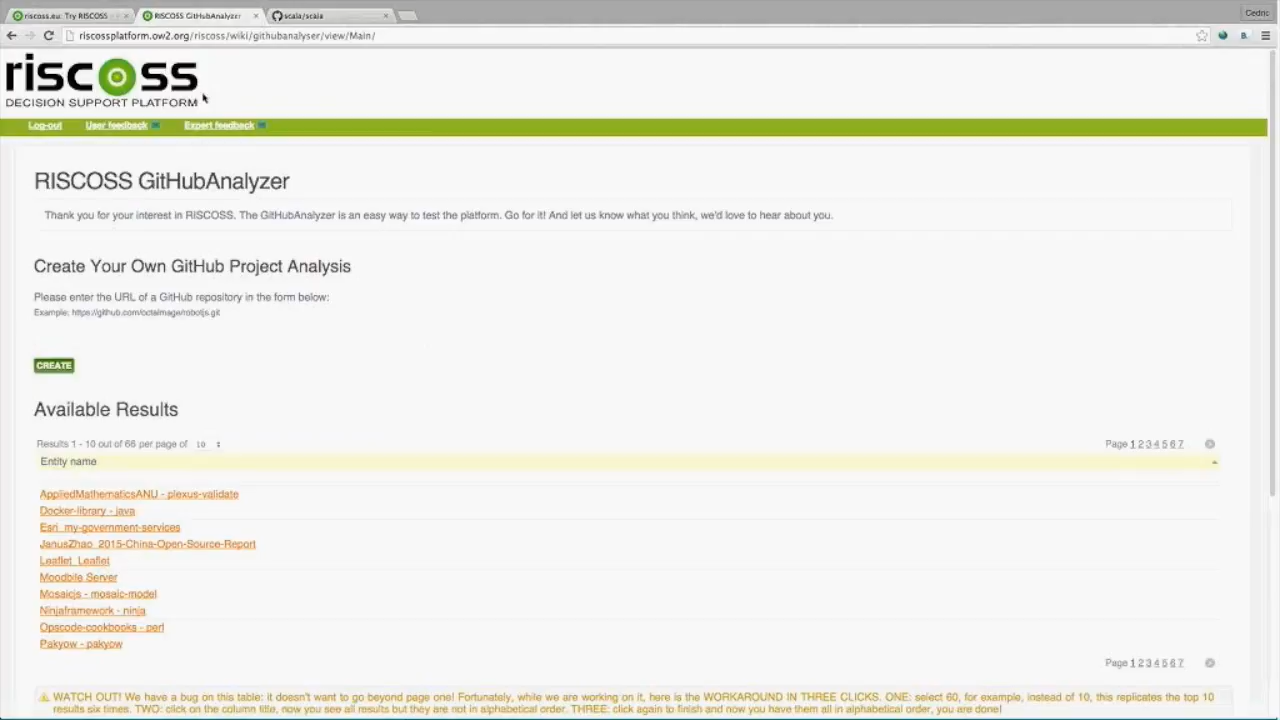 riscoss.eu: Try RISCOSS
RISCOSS GitHubAnalyzer
scala/scala
Cedric
riscossplatform.ow2.org/riscoss/wiki/githubanalyser/view/Main/
riscoss
DECISION SUPPORT PLATFORM
Log-out User feedback Expert feedback
RISCOSS GitHubAnalyzer
Thank you for your interest in RISCOSS. The GitHubAnalyzer is an easy way to test the platform. Go for it! And let us know what you think, we'd love to hear about you.
Create Your Own GitHub Project Analysis
Please enter the URL of a GitHub repository in the form below:
Example: https://github.com/octalmage/robotjs.git
CREATE
Available Results
Results 1 - 10 out of 66 per page of 10 Page 1 2 3 4 5 6 7
Entity name
AppliedMathematicsANU - plexus-validate
Docker-library - java
Esri_my-government-services
JanusZhao_2015-China-Open-Source-Report
Leaflet_Leaflet
Moodbile Server
Mosaicjs - mosaic-model
Ninjaframework - ninja
Opscode-cookbooks - perl
Pakyow - pakyow
Page 1 2 3 4 5 6 7
WATCH OUT! We have a bug on this table: it doesn't want to go beyond page one! Fortunately, while we are working on it, here is the WORKAROUND IN THREE CLICKS. ONE: select 60, for example, instead of 10, this replicates the top 10
results six times. TWO: click on the column title, now you see all results but they are not in alphabetical order. THREE: click again to finish and now you have them all in alphabetical order, you are done!